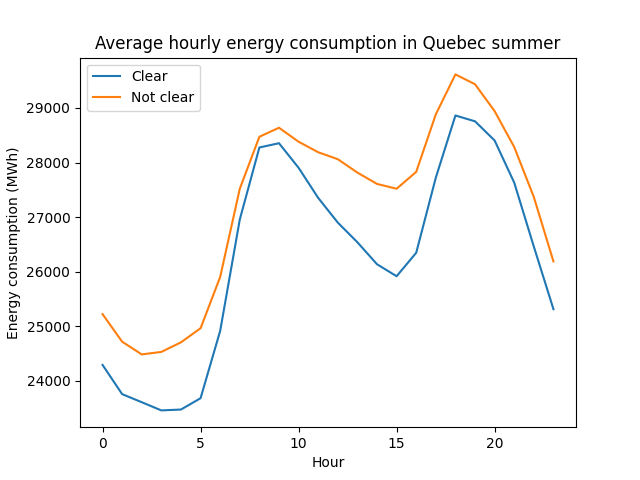 Average hourly energy consumption in Quebec summer
Clear
Not clear
29000
28000
27000
26000
25000
24000
Energy consumption (MWh)
0
5
10
15
20
Hour